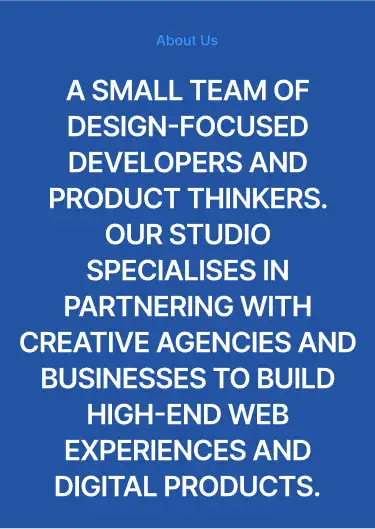 About Us
A SMALL TEAM OF
DESIGN-FOCUSED
DEVELOPERS AND
PRODUCT THINKERS.
OUR STUDIO
SPECIALISES IN
PARTNERING WITH
CREATIVE AGENCIES AND
BUSINESSES TO BUILD
HIGH-END WEB
EXPERIENCES AND
DIGITAL PRODUCTS.